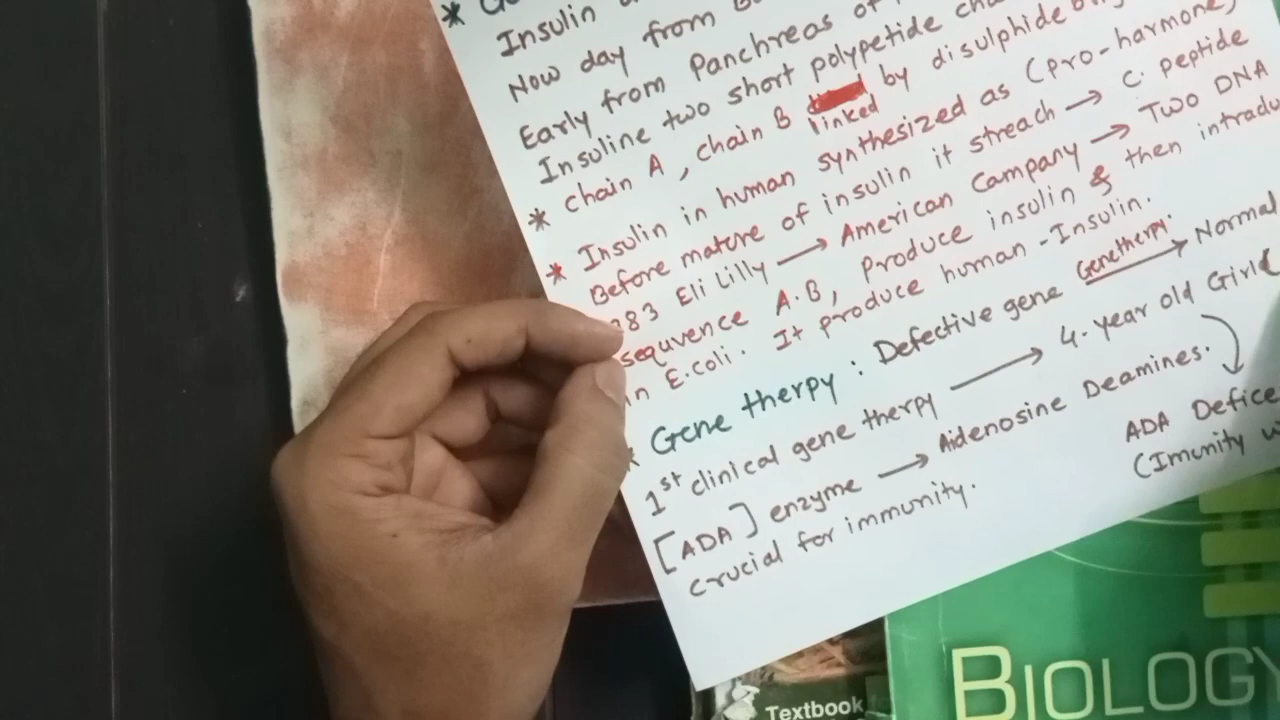 * G
Insulin
Now day from B
Early from Panchreas of
Insuline two short polypetide cha
* chain A, chain B linked by disulphide
* Insulin in human synthesized as (pro-harmone)
Before mature of insulin it streach → C. peptide
983 Eli Lilly → American Company → Two DNA
sequvence A.B, Produce insulin & then intradu
in E.coli. It produce human -Insulin.
* Gene therpy : Defective gene Genetherpy. → Normal
1st clinical gene therpy → 4-year old Girl
[ADA] enzyme → Aidenosine Deamines.
crucial for immunity.
ADA Defice
(Imunity
Textbook
BIOLOGY